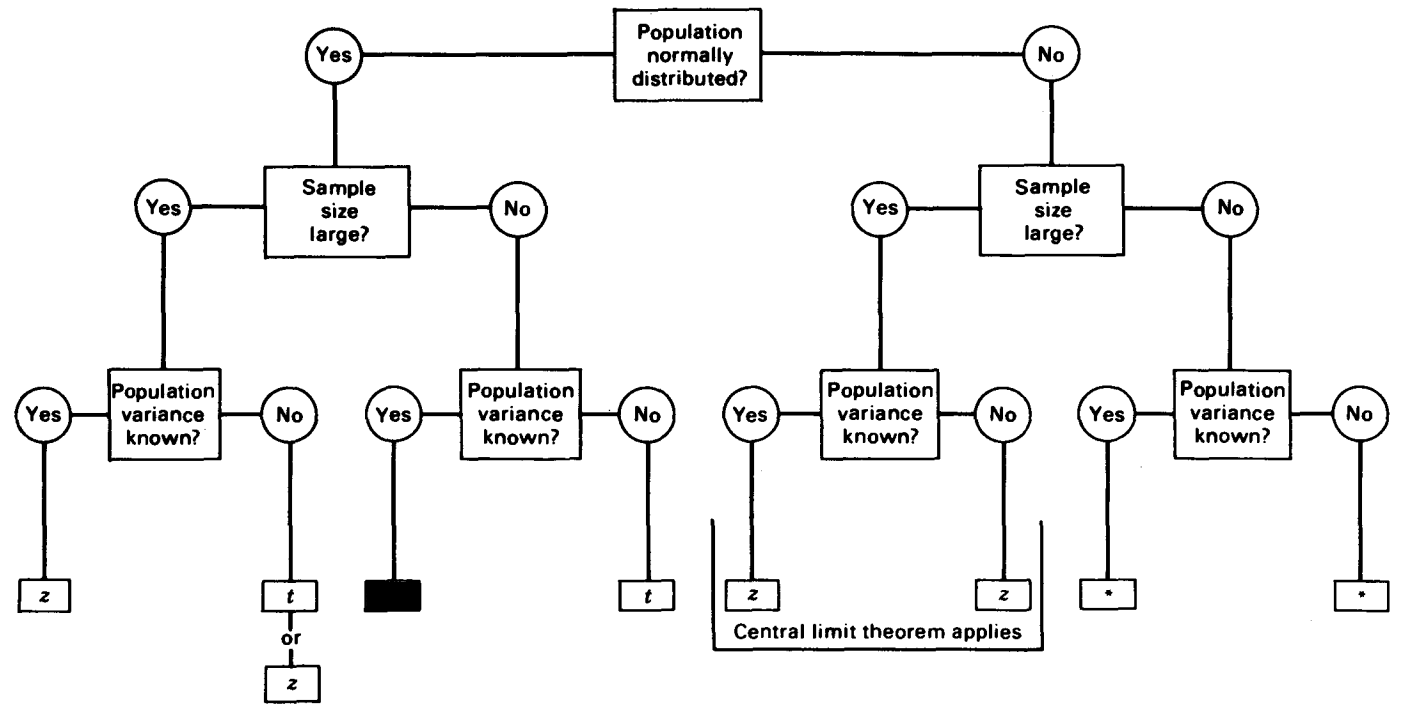 Population
normally
distributed?
Yes
No
Sample
size
large?
Yes
No
Sample
size
large?
Yes
No
Population
variance
known?
Yes
No
Population
variance
known?
Yes
No
Population
variance
known?
Yes
No
Population
variance
known?
Yes
No
z
t
or
z
t
z
z
Central limit theorem applies
*
*